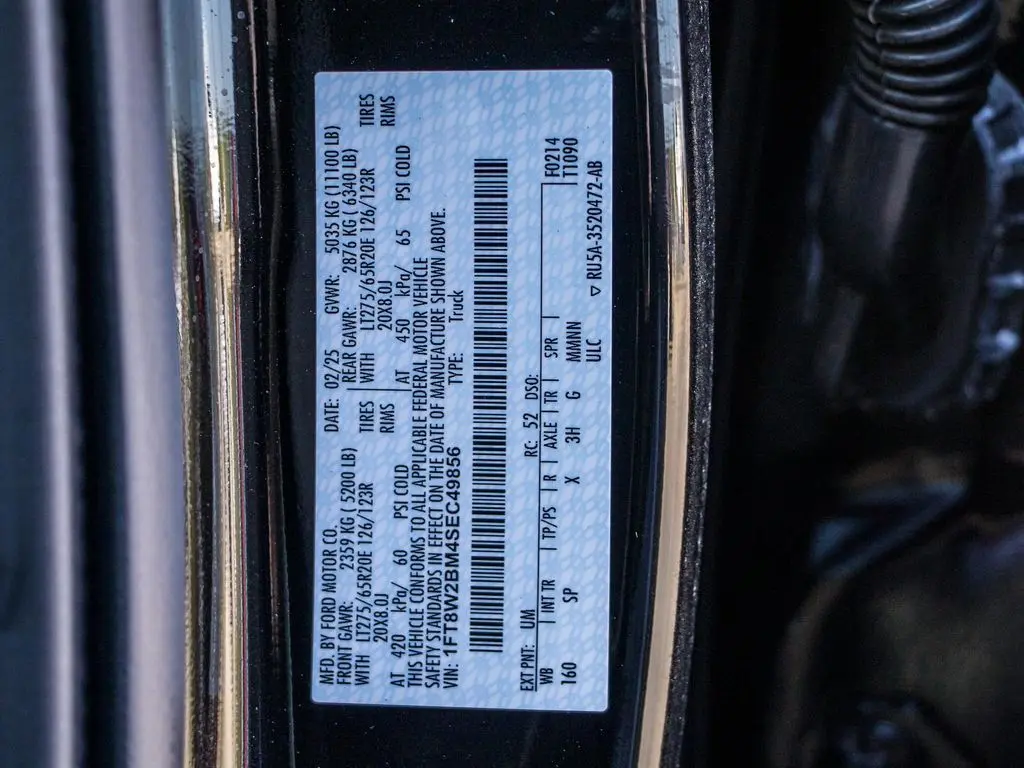 MFD. BY FORD MOTOR CO. DATE: 02/25 GVWR: 5035 KG (11100 LB)
FRONT GAWR: 2359 KG ( 5200 LB) REAR GAWR: 2876 KG ( 6340 LB)
WITH LT275/65R20E 126/123R TIRES WITH LT275/65R20E 126/123R TIRES
20X8.0J RIMS 20X8.0J RIMS
AT 420 kPa/ 60 PSI COLD AT 450 kPa/ 65 PSI COLD
THIS VEHICLE CONFORMS TO ALL APPLICABLE FEDERAL MOTOR VEHICLE
SAFETY STANDARDS IN EFFECT ON THE DATE OF MANUFACTURE SHOWN ABOVE.
VIN: 1FT8W2BM4SEC49856 TYPE: Truck
EXT PNT: UM RC: 52 DSO: F0214
WB | INT TR | TP/PS | R | AXLE | TR | SPR | T1090
160 SP X 3H G MMNIN
ULC ▽ RU5A-3520472-AB